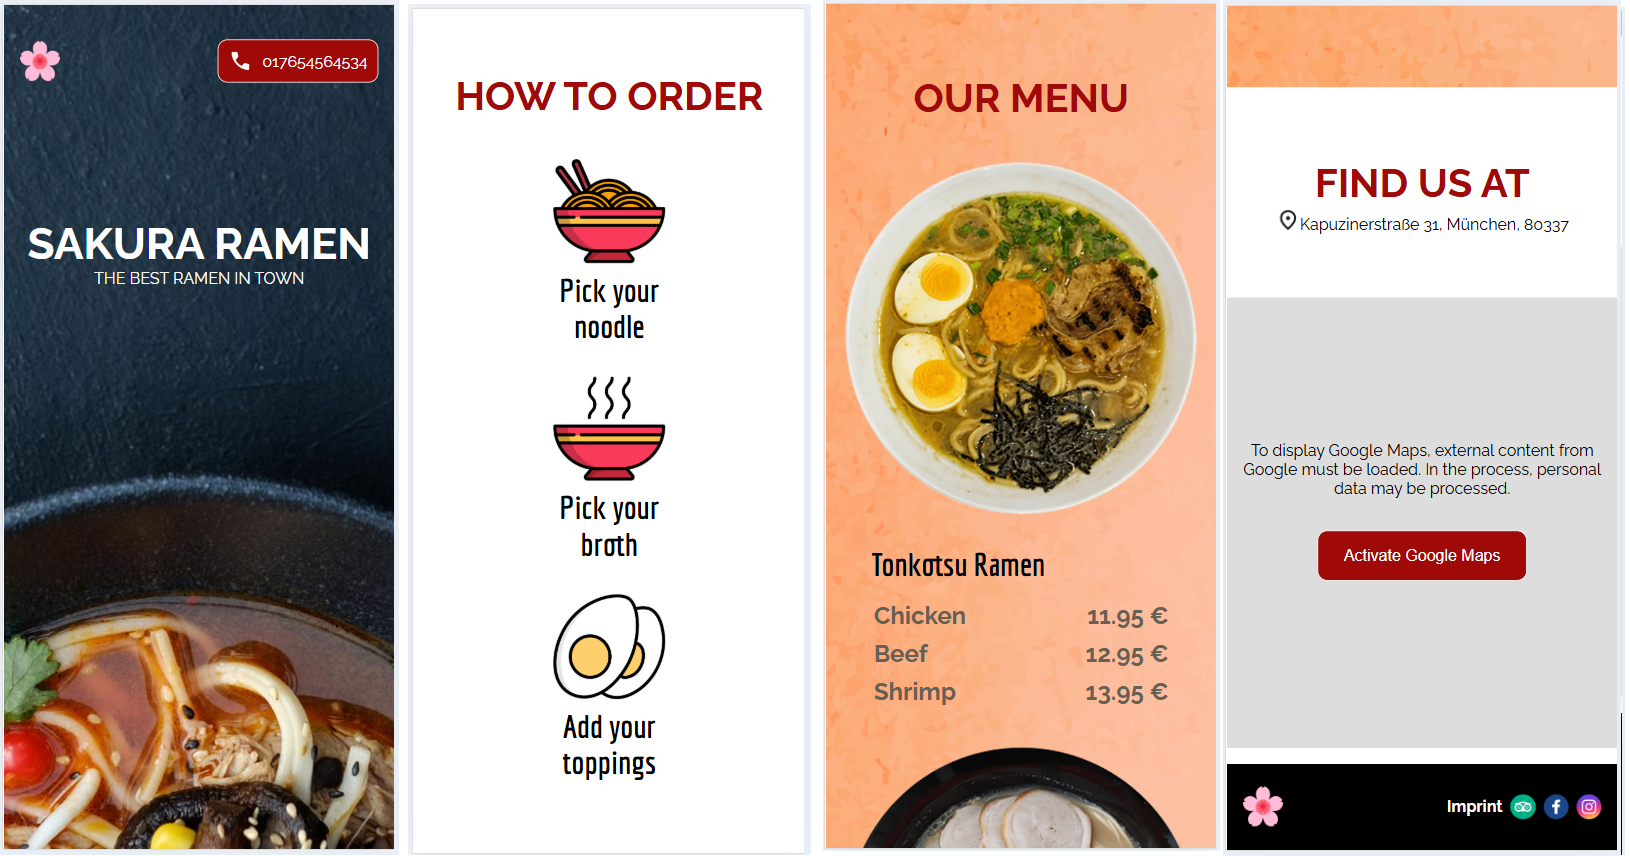 017654564534
SAKURA RAMEN
THE BEST RAMEN IN TOWN
HOW TO ORDER
Pick your
noodle
Pick your
broth
Add your
toppings
OUR MENU
Tonkotsu Ramen
Chicken 11.95 €
Beef 12.95 €
Shrimp 13.95 €
FIND US AT
Kapuzinerstraße 31, München, 80337
To display Google Maps, external content from
Google must be loaded. In the process, personal
data may be processed.
Activate Google Maps
Imprint